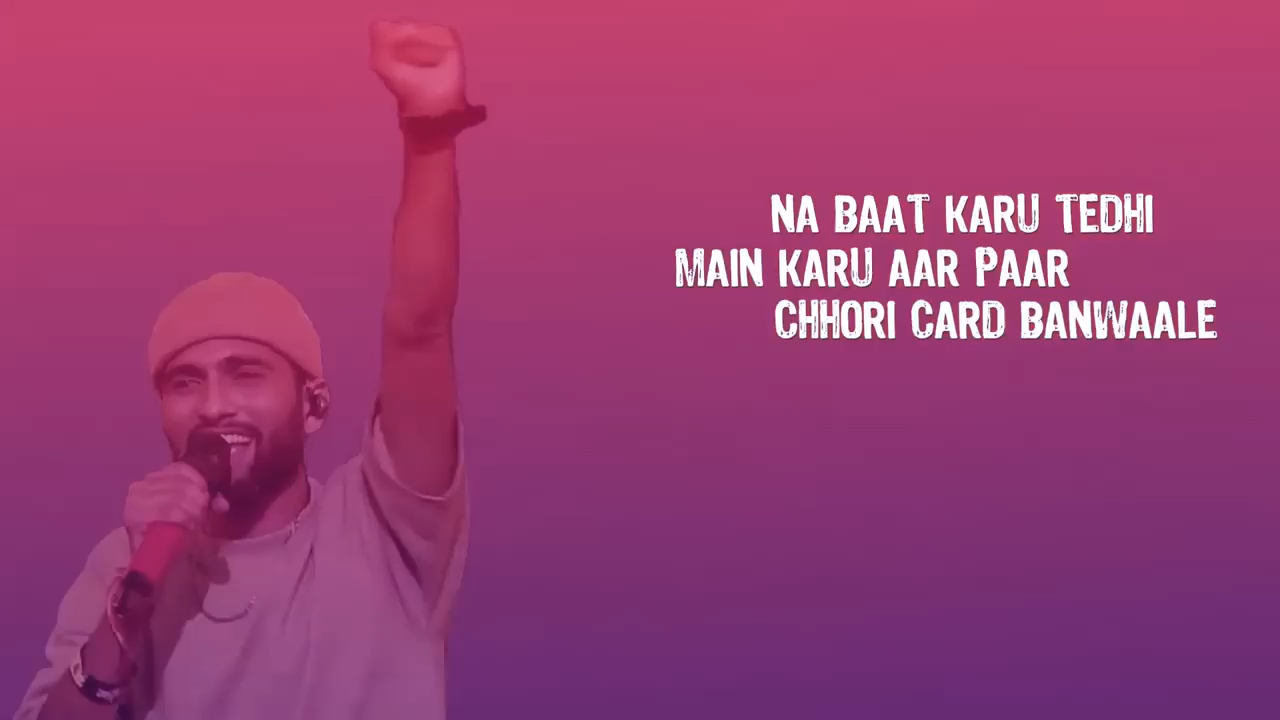 NA BAAT KARU TEDHI
MAIN KARU AAR PAAR
CHHORI CARD BANWAALE